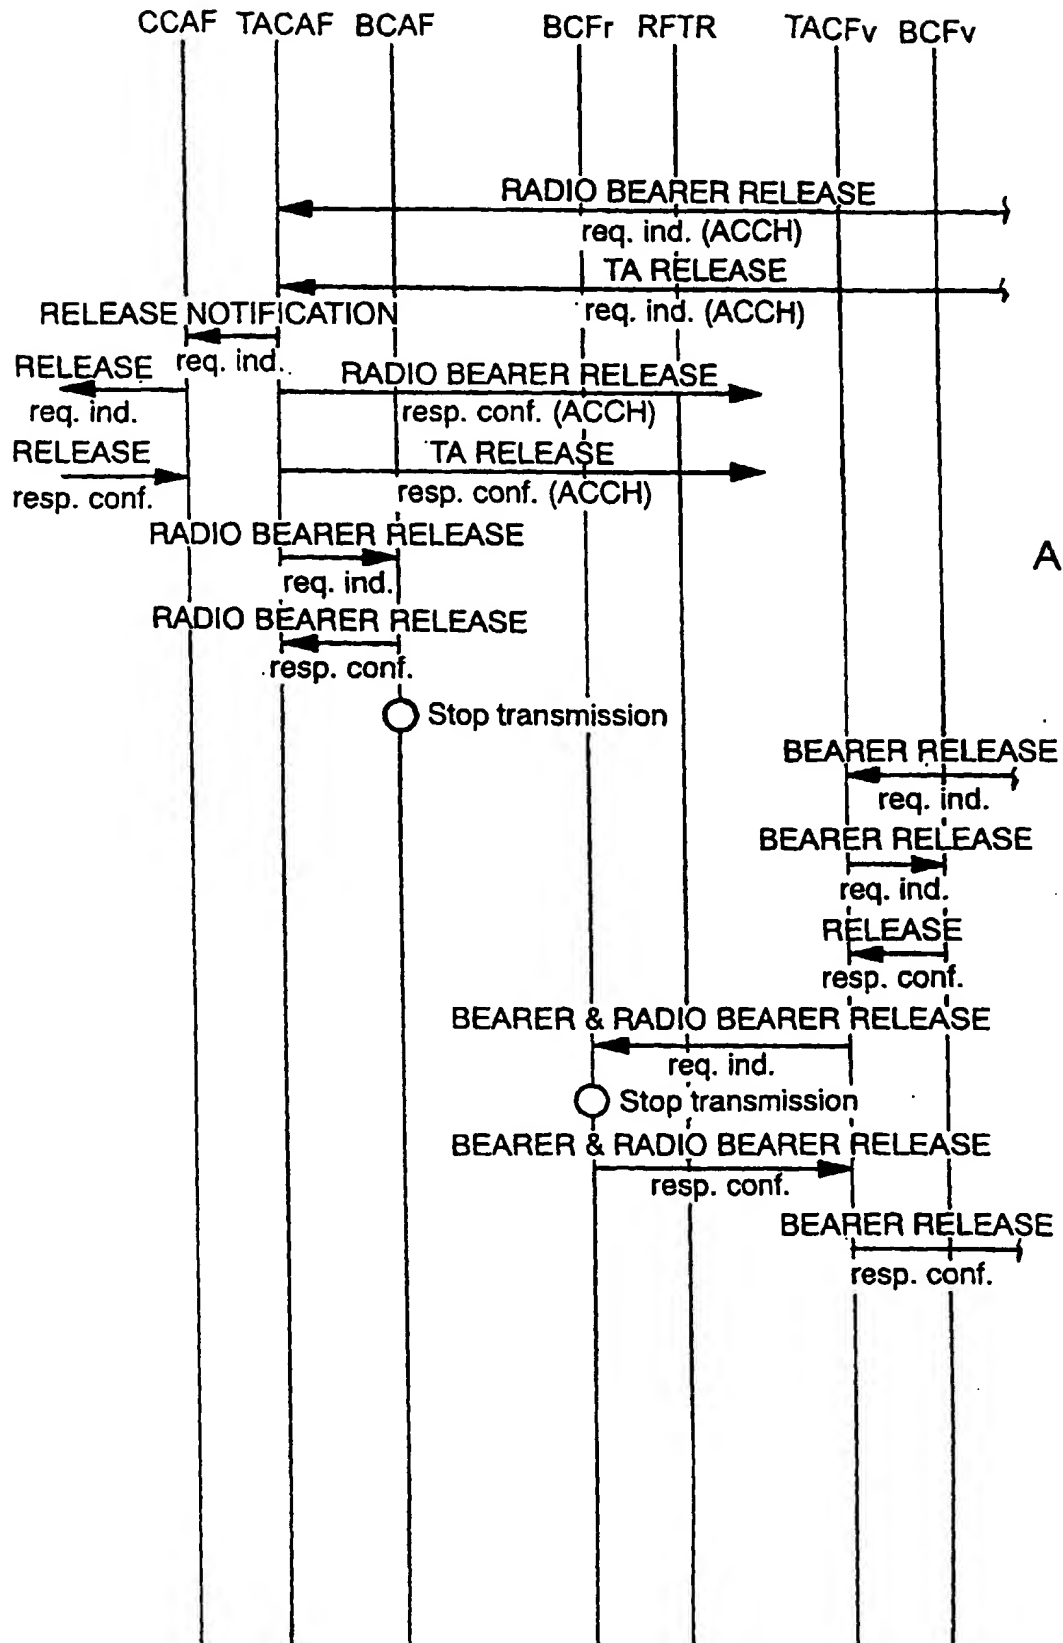 CCAF TACAF BCAF BCFr RFTR TACFv BCFv
RADIO BEARER RELEASE
req. ind. (ACCH)
TA RELEASE
req. ind. (ACCH)
RELEASE NOTIFICATION
req. ind.
RELEASE
req. ind.
RADIO BEARER RELEASE
resp. conf. (ACCH)
RELEASE
resp. conf.
TA RELEASE
resp. conf. (ACCH)
RADIO BEARER RELEASE
req. ind.
A
RADIO BEARER RELEASE
resp. conf.
Stop transmission
BEARER RELEASE
req. ind.
BEARER RELEASE
req. ind.
RELEASE
resp. conf.
BEARER & RADIO BEARER RELEASE
req. ind.
Stop transmission
BEARER & RADIO BEARER RELEASE
resp. conf.
BEARER RELEASE
resp. conf.